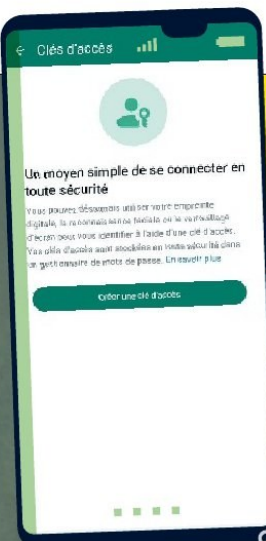 Clés d'accès
Un moyen simple de se connecter en
toute sécurité
Vous pouvez désormais utiliser votre empreinte
digitale, la reconnaissance faciale ou le verrouillage
d'écran pour vous identifier à l'aide d'une clé d'accès.
Vos clés d'accès sont stockées en toute sécurité dans
un gestionnaire de mots de passe. En savoir plus
Créer une clé d'accès